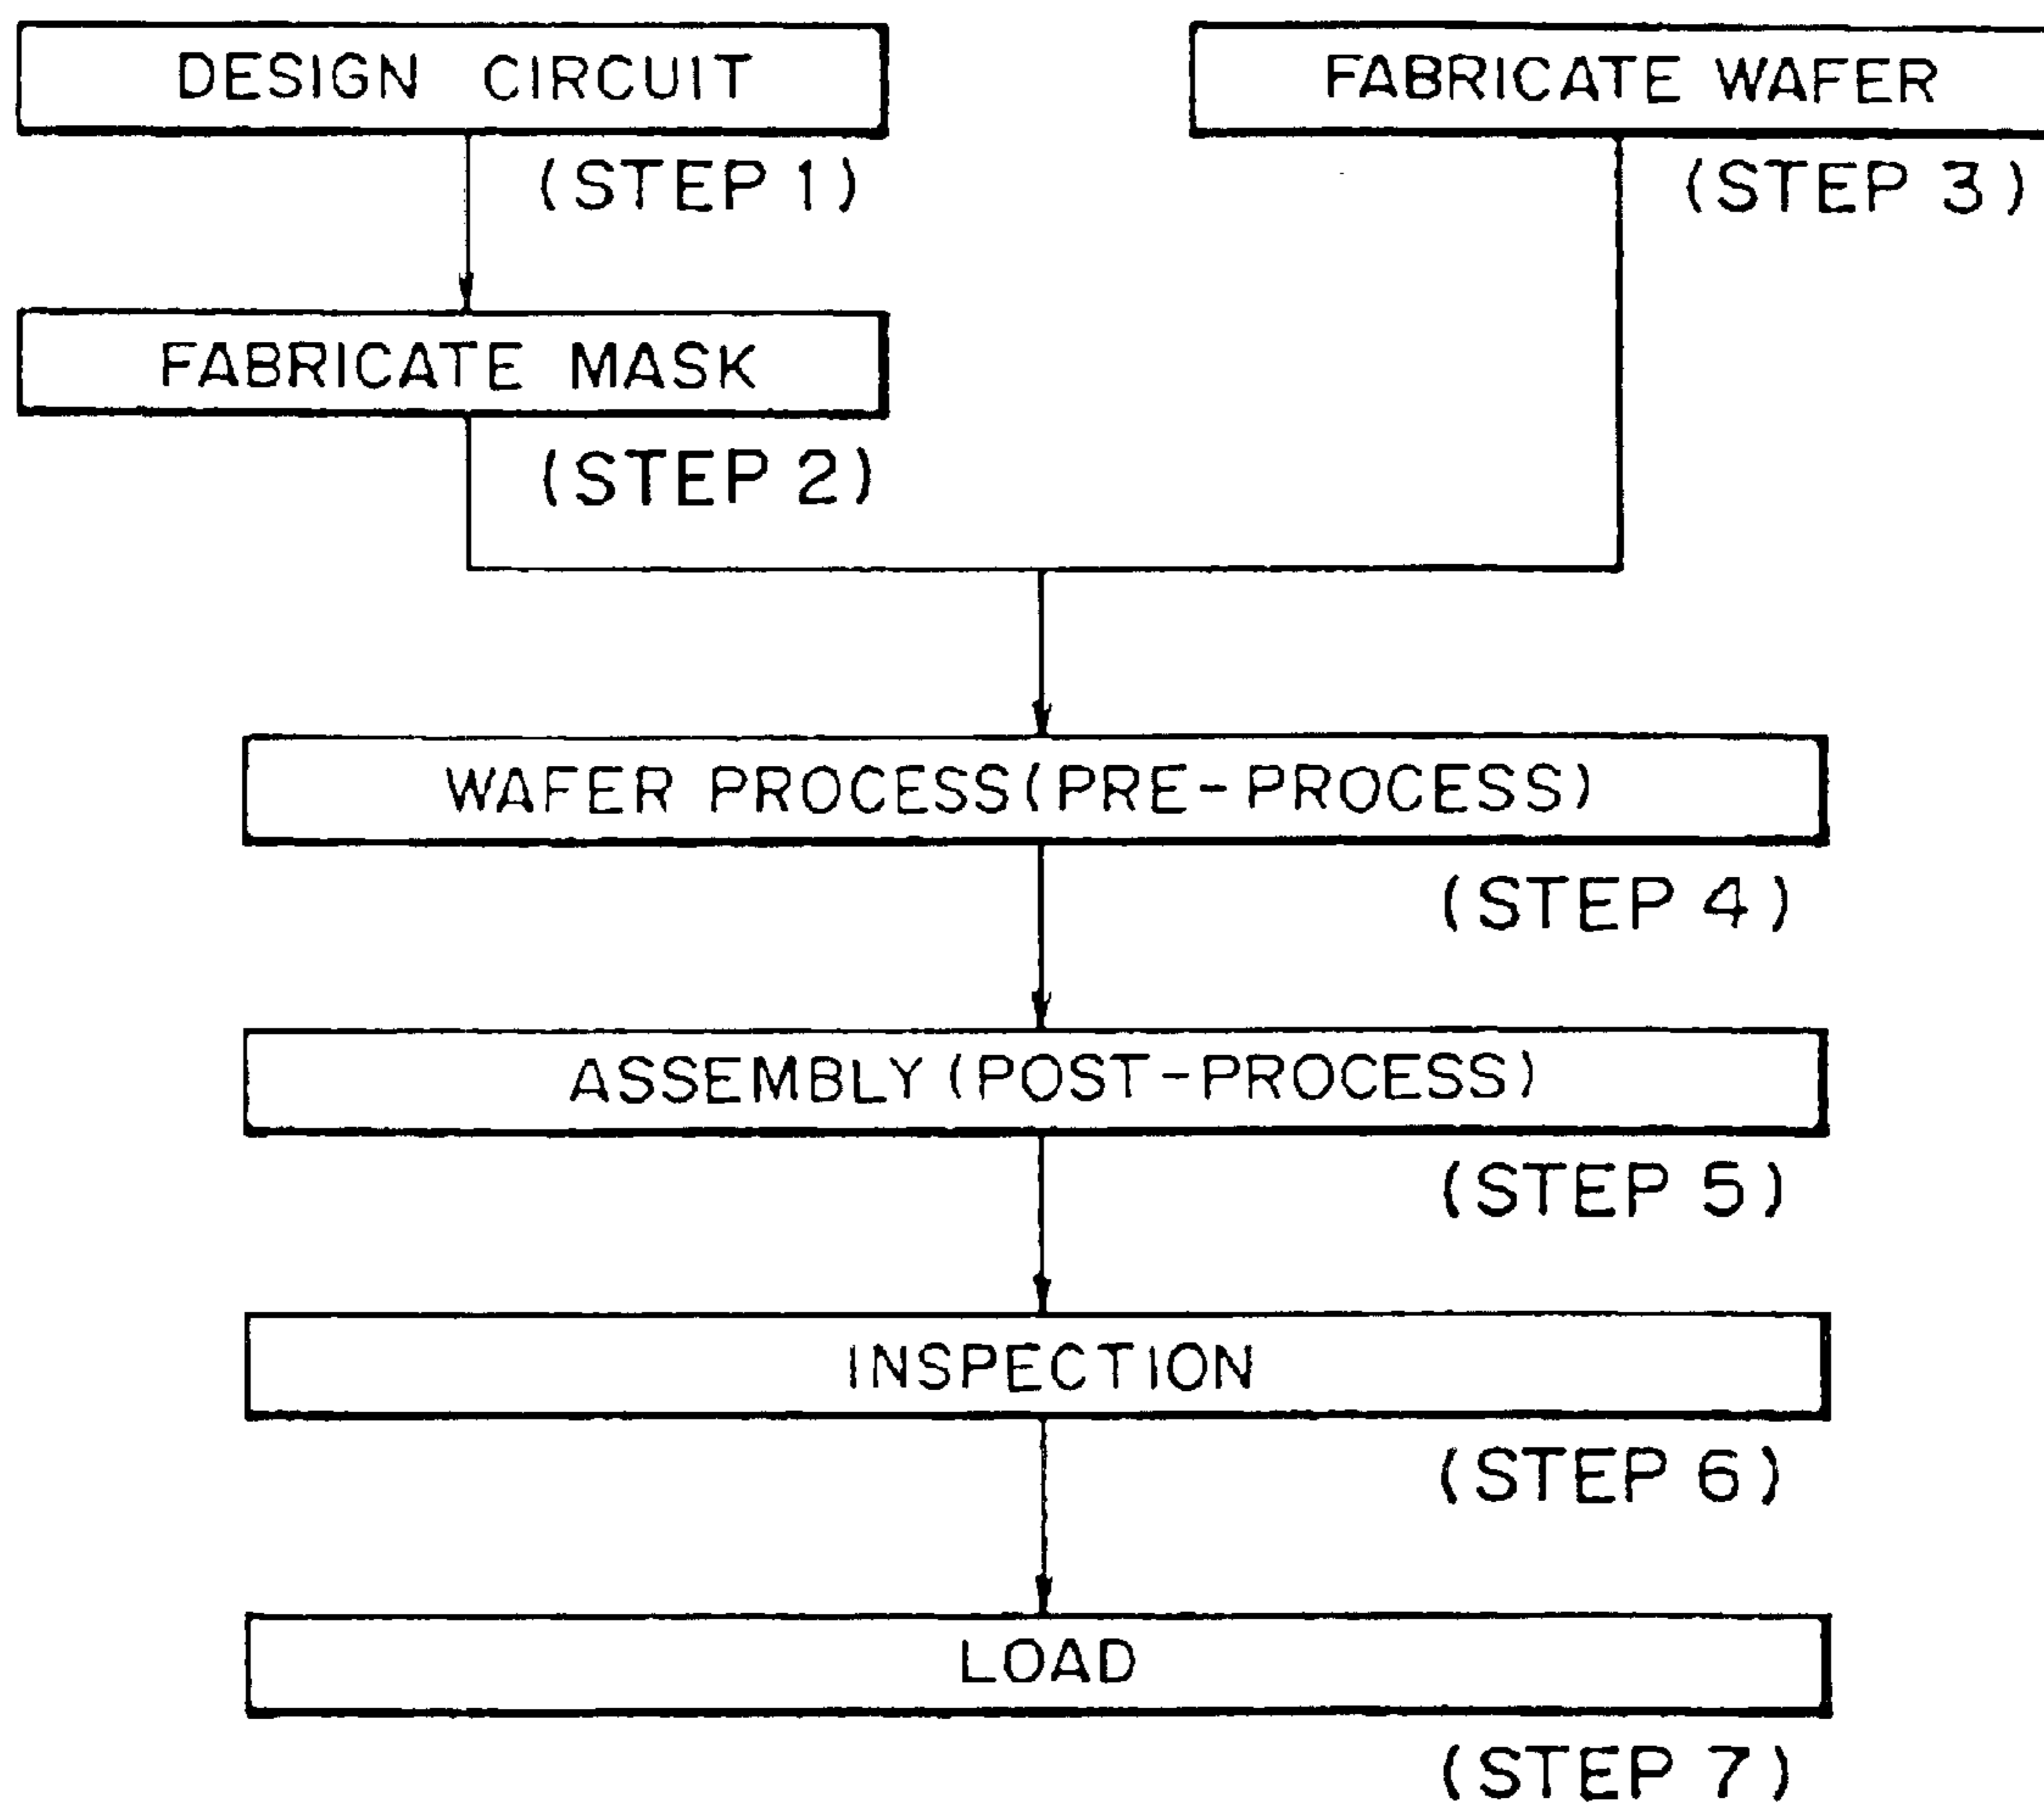 DESIGN CIRCUIT
(STEP 1)
FABRICATE MASK
(STEP 2)
FABRICATE WAFER
(STEP 3)
WAFER PROCESS(PRE-PROCESS)
(STEP 4)
ASSEMBLY(POST-PROCESS)
(STEP 5)
INSPECTION
(STEP 6)
LOAD
(STEP 7)